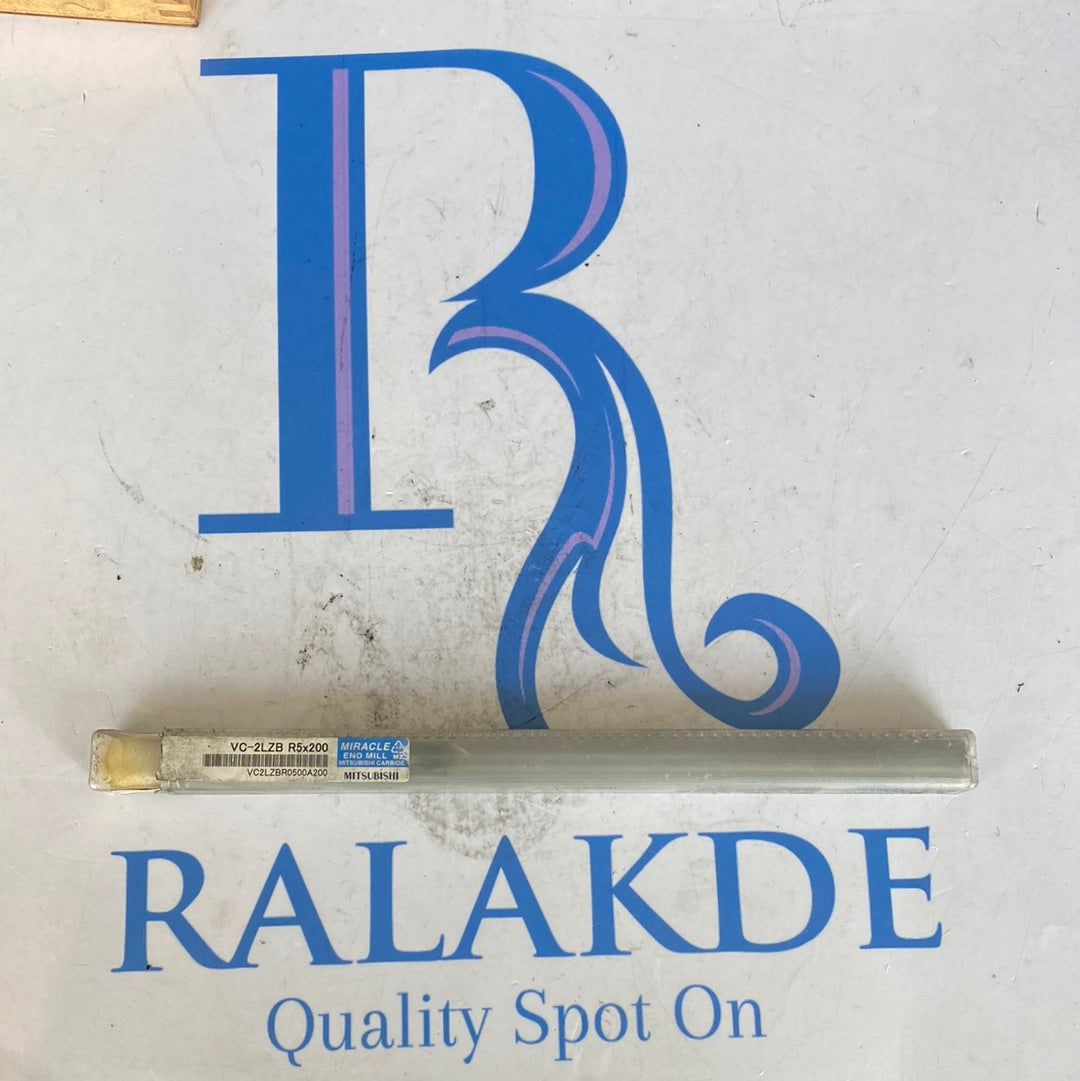 R
VC-2LZB R5x200
VC2LZBR0500A200
MIRACLE
END MILL
MITSUBISHI CARBIDE
MITSUBISHI
RALAKDE
Quality Spot On